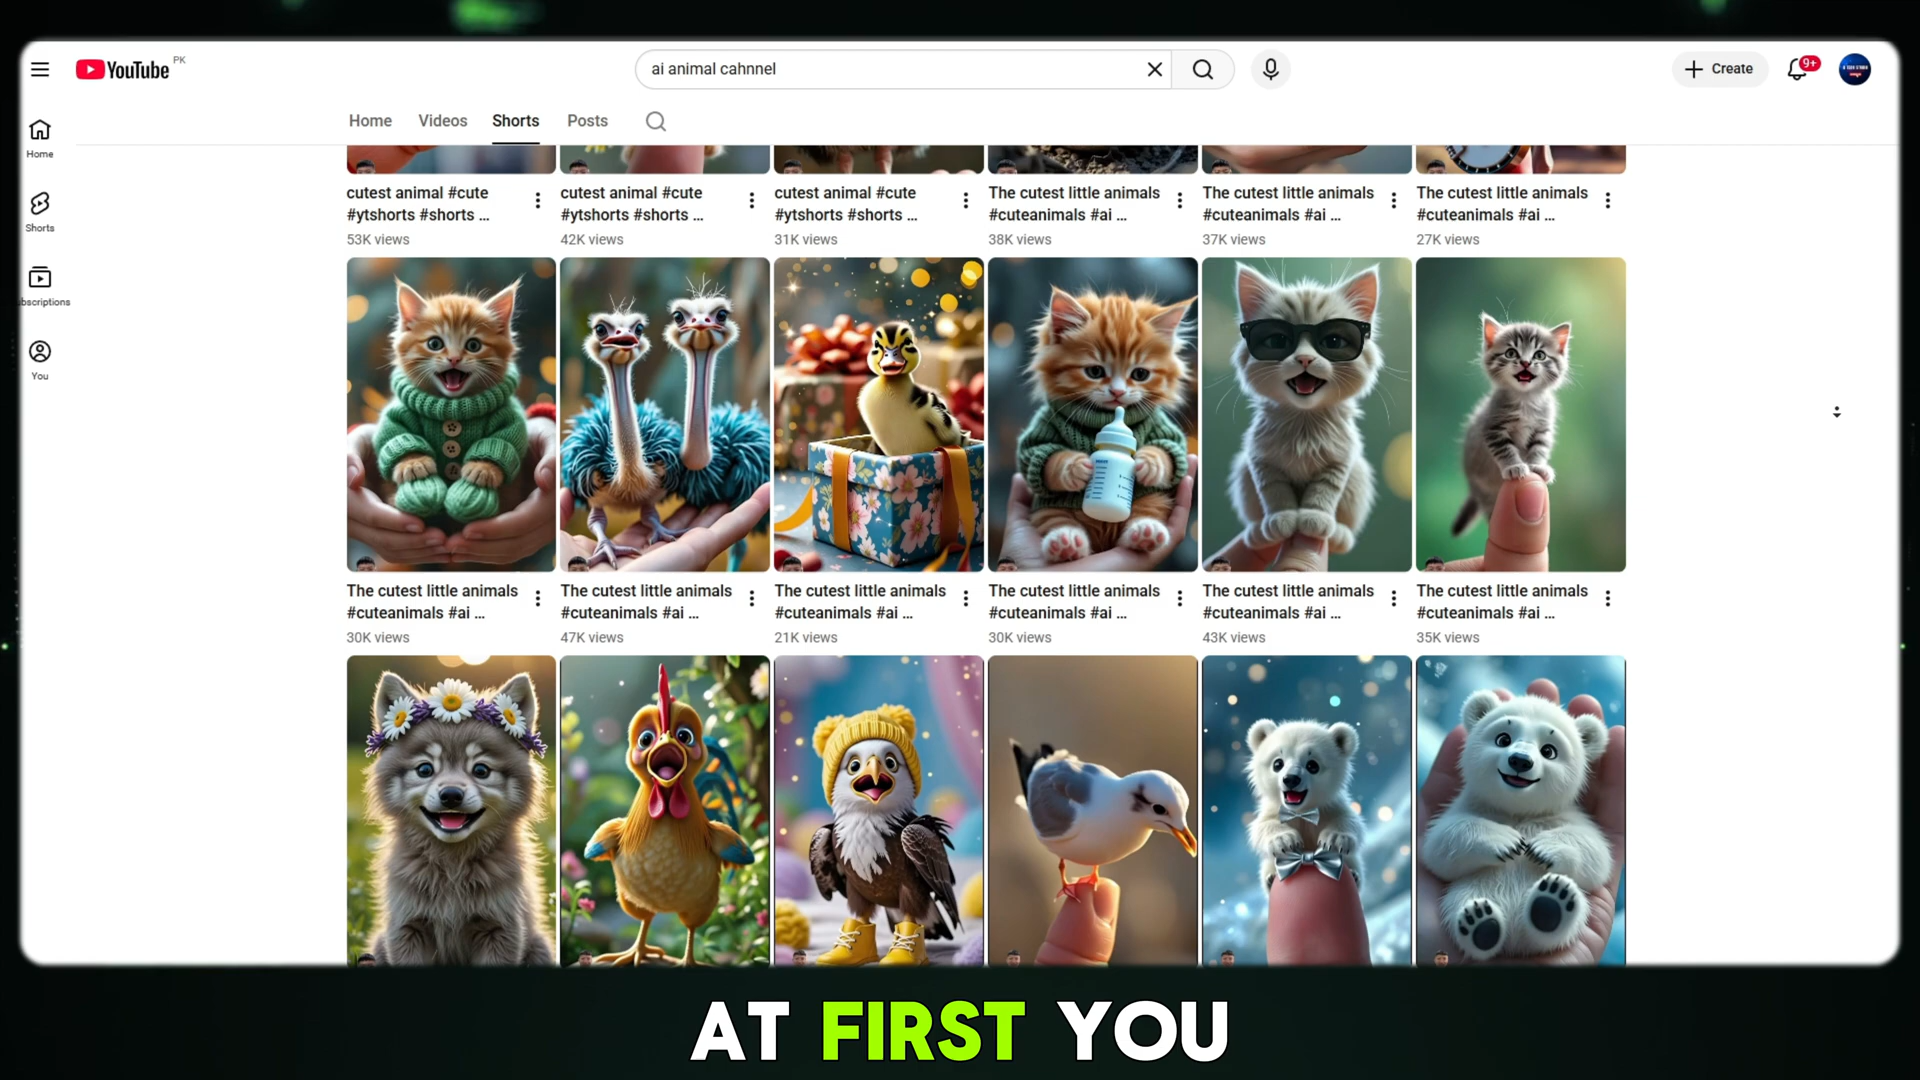 YouTube PK
ai animal cahnnel
Create
9+
Home
Videos
Shorts
Posts
Home
Shorts
bscriptions
You
cutest animal #cute
#ytshorts #shorts ...
53K views
cutest animal #cute
#ytshorts #shorts ...
42K views
cutest animal #cute
#ytshorts #shorts ...
31K views
The cutest little animals
#cuteanimals #ai ...
38K views
The cutest little animals
#cuteanimals #ai ...
37K views
The cutest little animals
#cuteanimals #ai ...
27K views
The cutest little animals
#cuteanimals #ai ...
30K views
The cutest little animals
#cuteanimals #ai ...
47K views
The cutest little animals
#cuteanimals #ai ...
21K views
The cutest little animals
#cuteanimals #ai ...
30K views
The cutest little animals
#cuteanimals #ai ...
43K views
The cutest little animals
#cuteanimals #ai ...
35K views
AT FIRST YOU